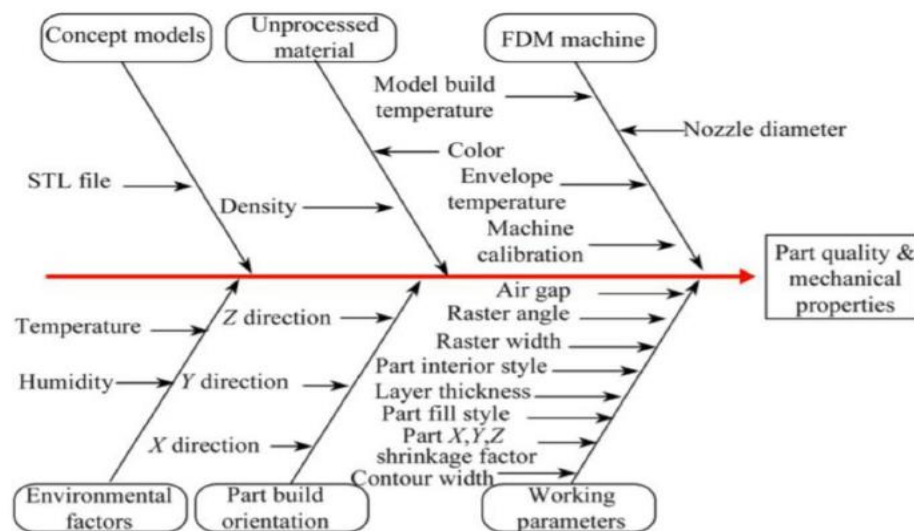 Concept models
Unprocessed
material
FDM machine
Model build
temperature
Nozzle diameter
Color
STL file
Envelope
temperature
Density
Machine
calibration
Part quality &
mechanical
properties
Air gap
Z direction
Raster angle
Temperature
Raster width
Part interior style
Humidity
Y direction
Layer thickness
Part fill style
X direction
Part X,Y,Z
shrinkage factor
Contour width
Environmental
factors
Part build
orientation
Working
parameters